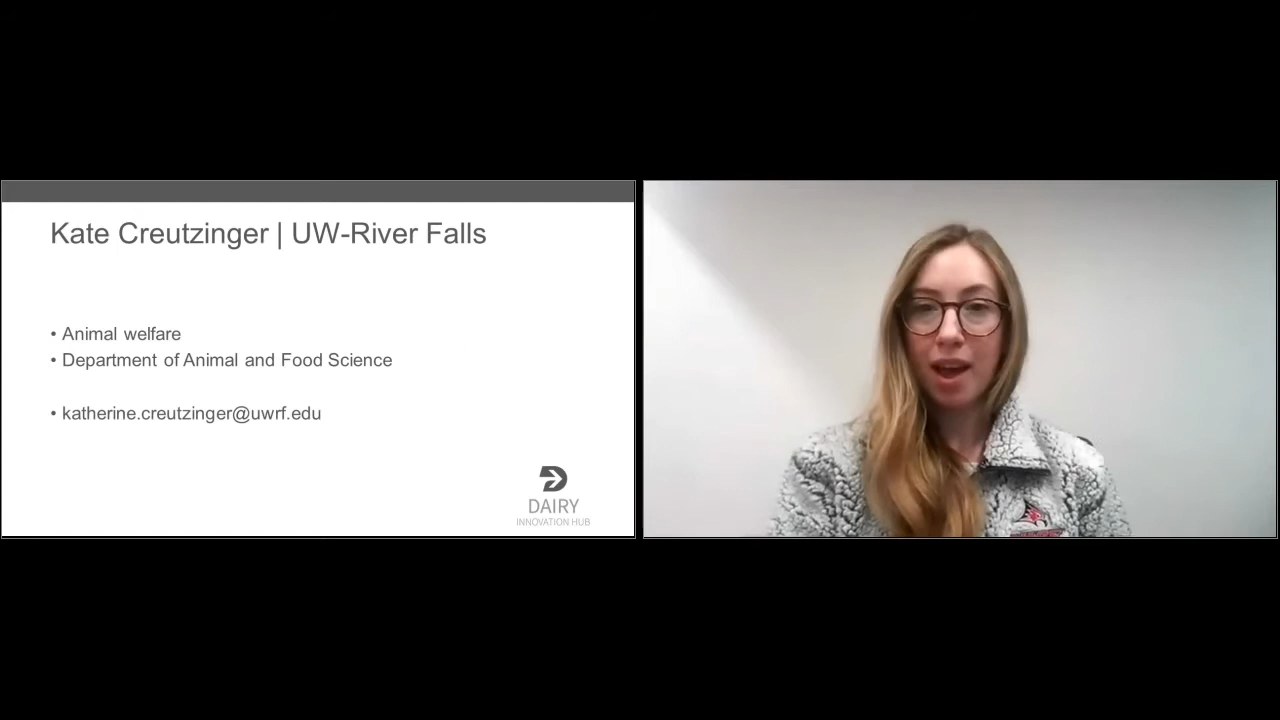 Kate Creutzinger | UW-River Falls
• Animal welfare
• Department of Animal and Food Science
• katherine.creutzinger@uwrf.edu
DAIRY
INNOVATION HUB